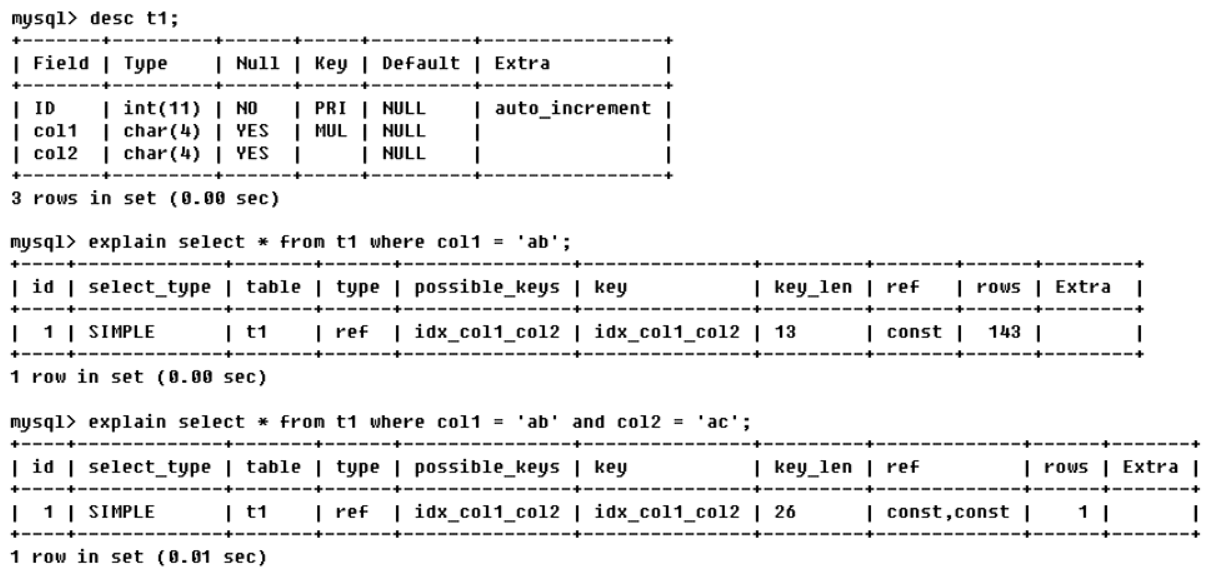 mysql> desc t1;
+-------+---------+------+-----+---------+----------------+
| Field | Type    | Null | Key | Default | Extra          |
+-------+---------+------+-----+---------+----------------+
| ID    | int(11) | NO   | PRI | NULL    | auto_increment |
| col1  | char(4) | YES  | MUL | NULL    |                |
| col2  | char(4) | YES  |     | NULL    |                |
+-------+---------+------+-----+---------+----------------+
3 rows in set (0.00 sec)
mysql> explain select * from t1 where col1 = 'ab';
+----+-------------+-------+------+---------------+---------------+---------+-------+------+-------+
| id | select_type | table | type | possible_keys | key           | key_len | ref   | rows | Extra |
+----+-------------+-------+------+---------------+---------------+---------+-------+------+-------+
|  1 | SIMPLE      | t1    | ref  | idx_col1_col2 | idx_col1_col2 | 13      | const |  143 |       |
+----+-------------+-------+------+---------------+---------------+---------+-------+------+-------+
1 row in set (0.00 sec)
mysql> explain select * from t1 where col1 = 'ab' and col2 = 'ac';
+----+-------------+-------+------+---------------+---------------+---------+-------------+------+-------+
| id | select_type | table | type | possible_keys | key           | key_len | ref         | rows | Extra |
+----+-------------+-------+------+---------------+---------------+---------+-------------+------+-------+
|  1 | SIMPLE      | t1    | ref  | idx_col1_col2 | idx_col1_col2 | 26      | const,const |    1 |       |
+----+-------------+-------+------+---------------+---------------+---------+-------------+------+-------+
1 row in set (0.01 sec)